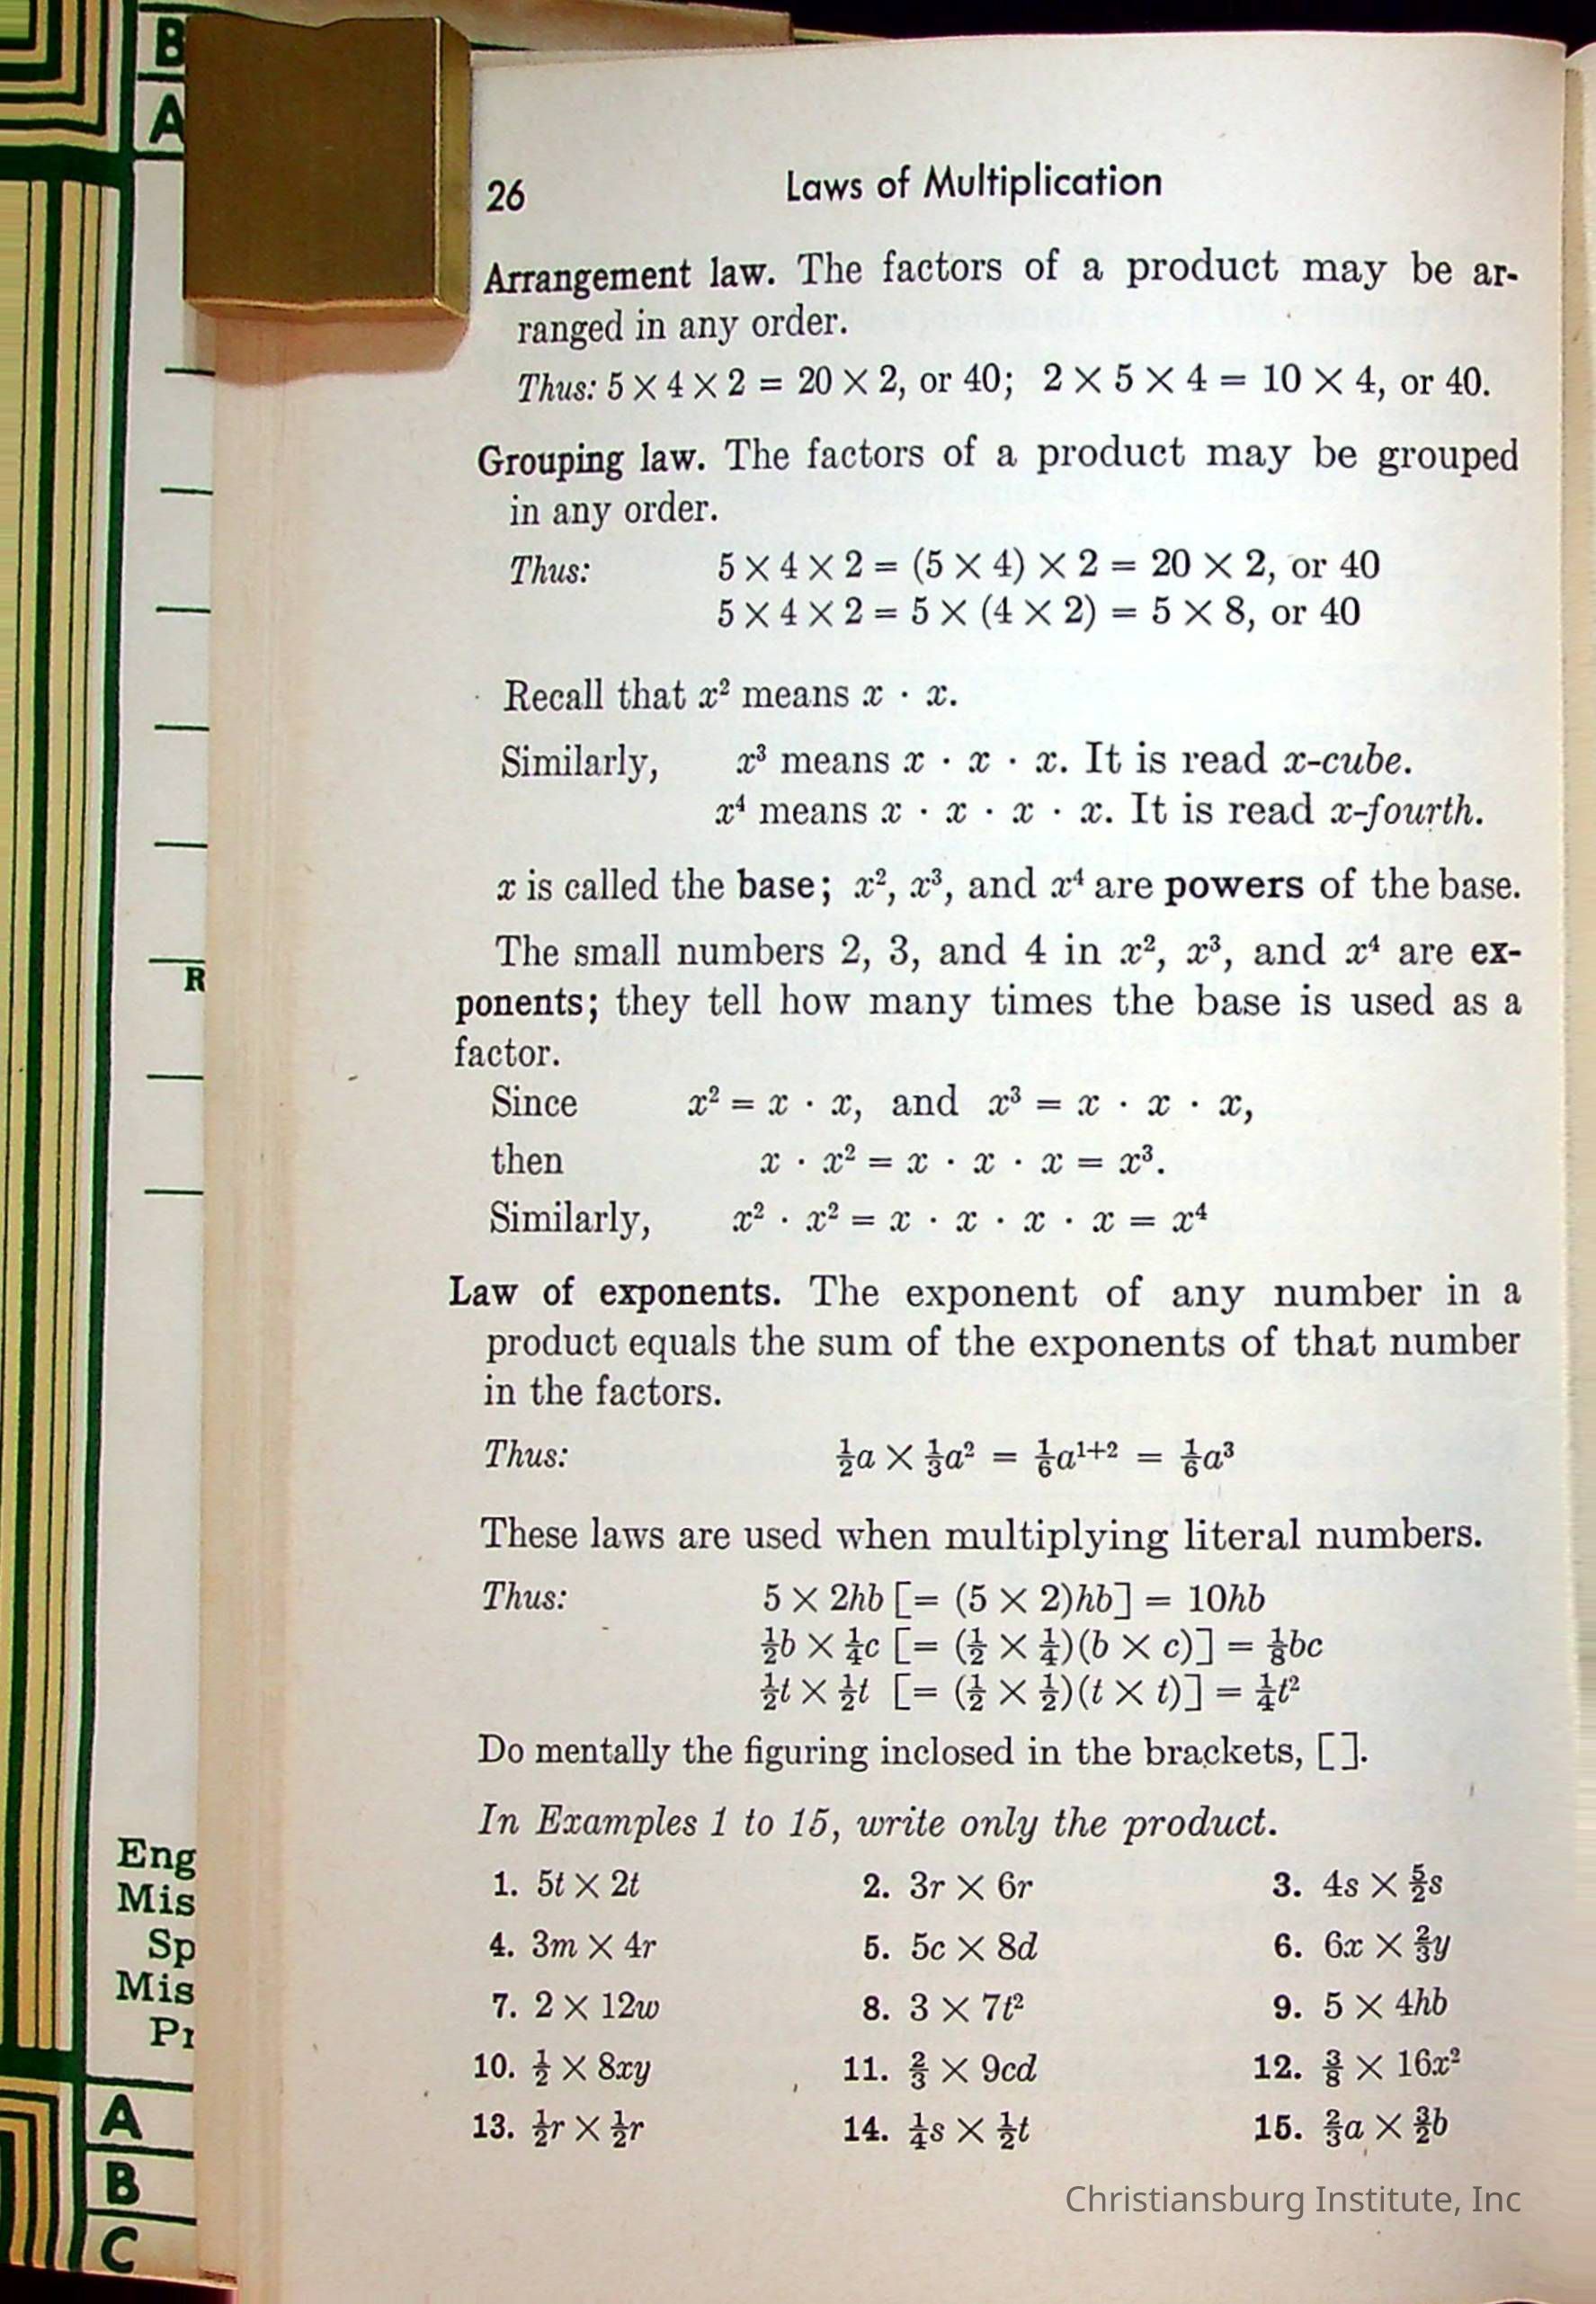 B
A
26 Laws of Multiplication
Arrangement law. The factors of a product may be ar-
ranged in any order.
Thus: 5 × 4 × 2 = 20 × 2, or 40; 2 × 5 × 4 = 10 × 4, or 40.
Grouping law. The factors of a product may be grouped
in any order.
Thus: 5 × 4 × 2 = (5 × 4) × 2 = 20 × 2, or 40
5 × 4 × 2 = 5 × (4 × 2) = 5 × 8, or 40
Recall that x² means x · x.
Similarly, x³ means x · x · x. It is read x-cube.
x⁴ means x · x · x · x. It is read x-fourth.
x is called the base; x², x³, and x⁴ are powers of the base.
The small numbers 2, 3, and 4 in x², x³, and x⁴ are ex-
ponents; they tell how many times the base is used as a
factor.
Since x² = x · x, and x³ = x · x · x,
then x · x² = x · x · x = x³.
Similarly, x² · x² = x · x · x · x = x⁴
Law of exponents. The exponent of any number in a
product equals the sum of the exponents of that number
in the factors.
Thus: ½a × ⅓a² = ⅙a¹⁺² = ⅙a³
These laws are used when multiplying literal numbers.
Thus: 5 × 2hb [= (5 × 2)hb] = 10hb
½b × ¼c [= (½ × ¼)(b × c)] = ⅛bc
½t × ½t [= (½ × ½)(t × t)] = ¼t²
Do mentally the figuring inclosed in the brackets, [ ].
In Examples 1 to 15, write only the product.
1. 5t × 2t 2. 3r × 6r 3. 4s × 5/2s
4. 3m × 4r 5. 5c × 8d 6. 6x × ⅔y
7. 2 × 12w 8. 3 × 7t² 9. 5 × 4hb
10. ½ × 8xy 11. ⅔ × 9cd 12. ⅜ × 16x²
13. ½r × ½r 14. ¼s × ½t 15. ⅔a × 3/2b
R
Eng
Mis
Sp
Mis
Pr
A
B
C
Christiansburg Institute, Inc